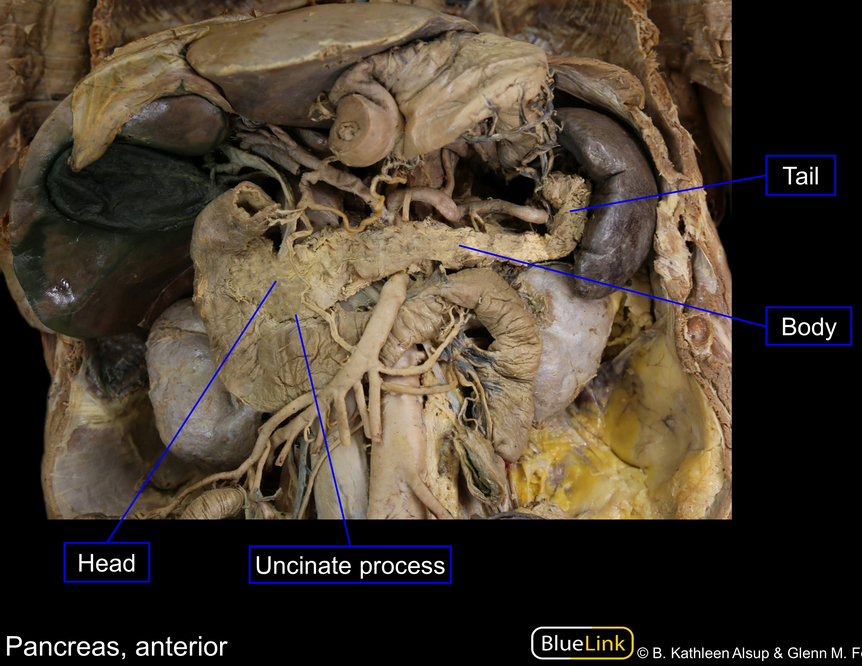 Tail
Body
Head
Uncinate process
Pancreas, anterior
BlueLink
© B. Kathleen Alsup & Glenn M.